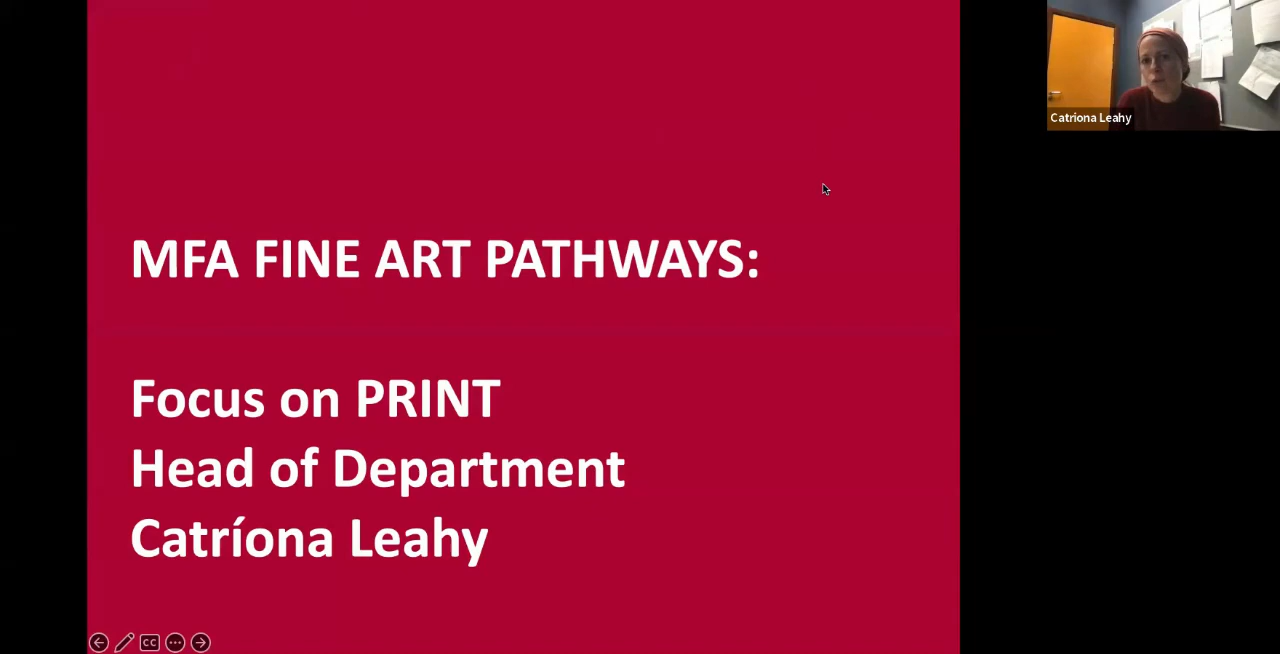 MFA FINE ART PATHWAYS:
Focus on PRINT
Head of Department
Catríona Leahy
Catriona Leahy
CC